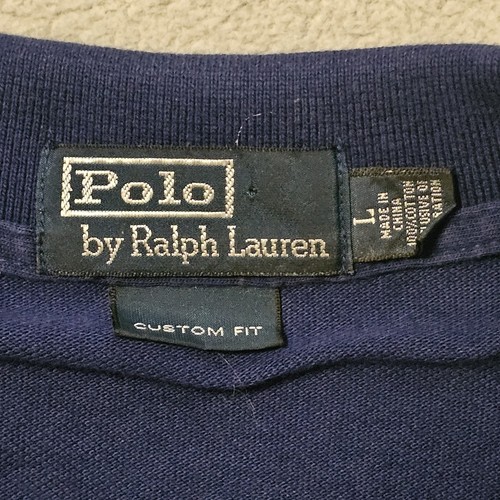 Polo
by Ralph Lauren
L
MADE IN
CHINA
100% COTTON
CUSTOM FIT